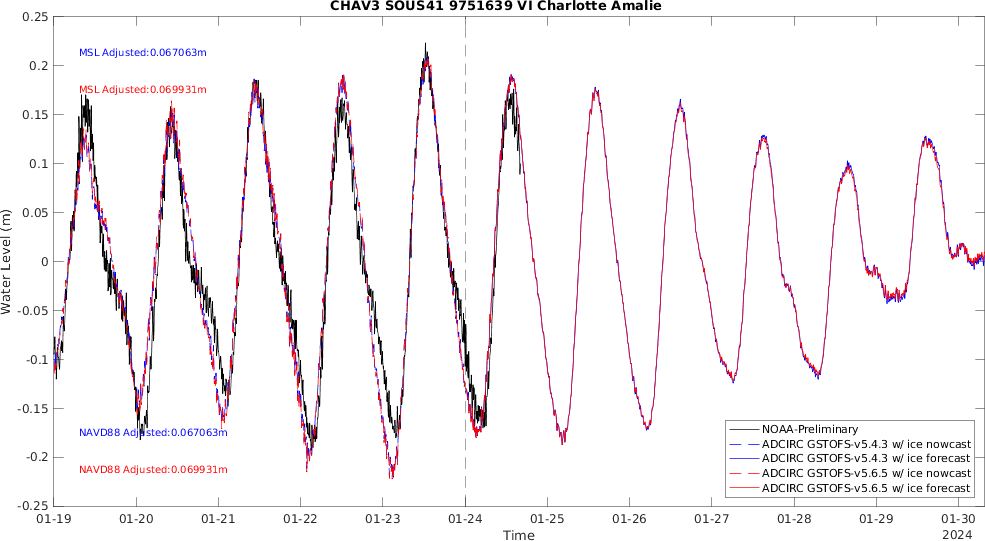 CHAV3 SOUS41 9751639 VI Charlotte Amalie
0.25
0.2
0.15
0.1
0.05
0
-0.05
-0.1
-0.15
-0.2
-0.25
Water Level (m)
MSL Adjusted:0.067063m
MSL Adjusted:0.069931m
NAVD88 Adjusted:0.067063m
NAVD88 Adjusted:0.069931m
NOAA-Preliminary
ADCIRC GSTOFS-v5.4.3 w/ ice nowcast
ADCIRC GSTOFS-v5.4.3 w/ ice forecast
ADCIRC GSTOFS-v5.6.5 w/ ice nowcast
ADCIRC GSTOFS-v5.6.5 w/ ice forecast
01-19 01-20 01-21 01-22 01-23 01-24 01-25 01-26 01-27 01-28 01-29 01-30
Time
2024